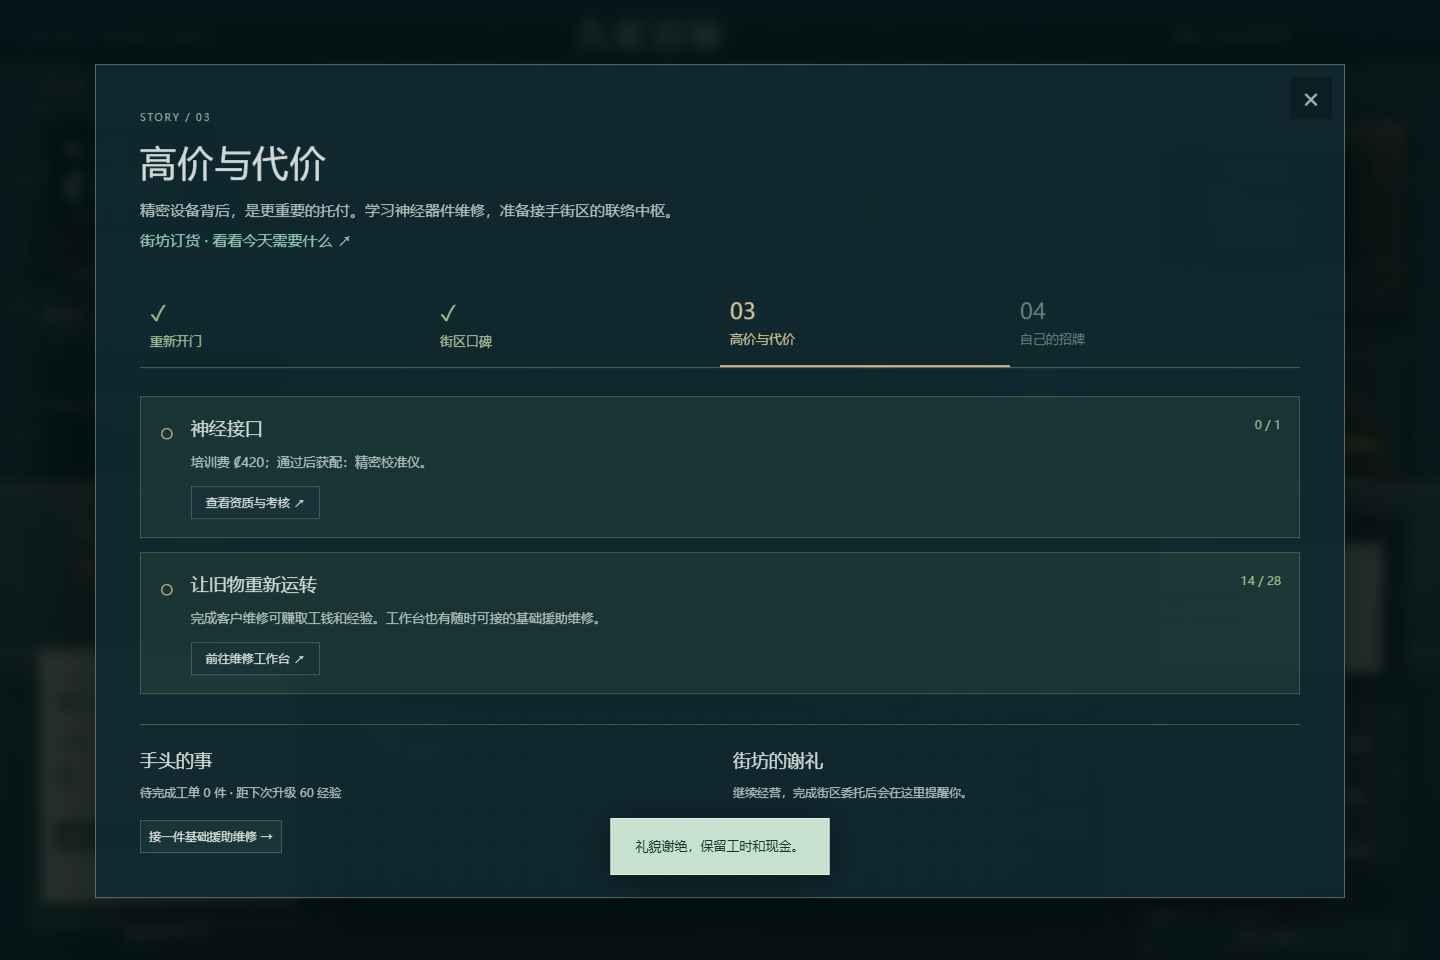 STORY / 03
高价与代价
精密设备背后，是更重要的托付。学习神经器件维修，准备接手街区的联络中枢。
街坊订货 · 看看今天需要什么 ↗
✓
重新开门
✓
街区口碑
03
高价与代价
04
自己的招牌
神经接口
0 / 1
培训费 ₡420；通过后获配：精密校准仪。
查看资质与考核 ↗
让旧物重新运转
14 / 28
完成客户维修可赚取工钱和经验。工作台也有随时可接的基础援助维修。
前往维修工作台 ↗
手头的事
待完成工单 0 件 · 距下次升级 60 经验
接一件基础援助维修 →
街坊的谢礼
继续经营，完成街区委托后会在这里提醒你。
礼貌谢绝，保留工时和现金。